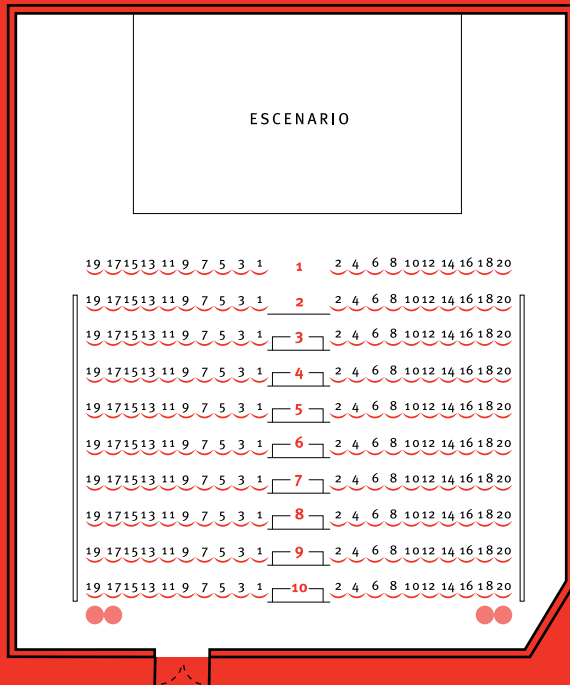 ESCENARIO
19 17 15 13 11 9 7 5 3 1 1 2 4 6 8 10 12 14 16 18 20
19 17 15 13 11 9 7 5 3 1 2 2 4 6 8 10 12 14 16 18 20
19 17 15 13 11 9 7 5 3 1 3 2 4 6 8 10 12 14 16 18 20
19 17 15 13 11 9 7 5 3 1 4 2 4 6 8 10 12 14 16 18 20
19 17 15 13 11 9 7 5 3 1 5 2 4 6 8 10 12 14 16 18 20
19 17 15 13 11 9 7 5 3 1 6 2 4 6 8 10 12 14 16 18 20
19 17 15 13 11 9 7 5 3 1 7 2 4 6 8 10 12 14 16 18 20
19 17 15 13 11 9 7 5 3 1 8 2 4 6 8 10 12 14 16 18 20
19 17 15 13 11 9 7 5 3 1 9 2 4 6 8 10 12 14 16 18 20
19 17 15 13 11 9 7 5 3 1 10 2 4 6 8 10 12 14 16 18 20